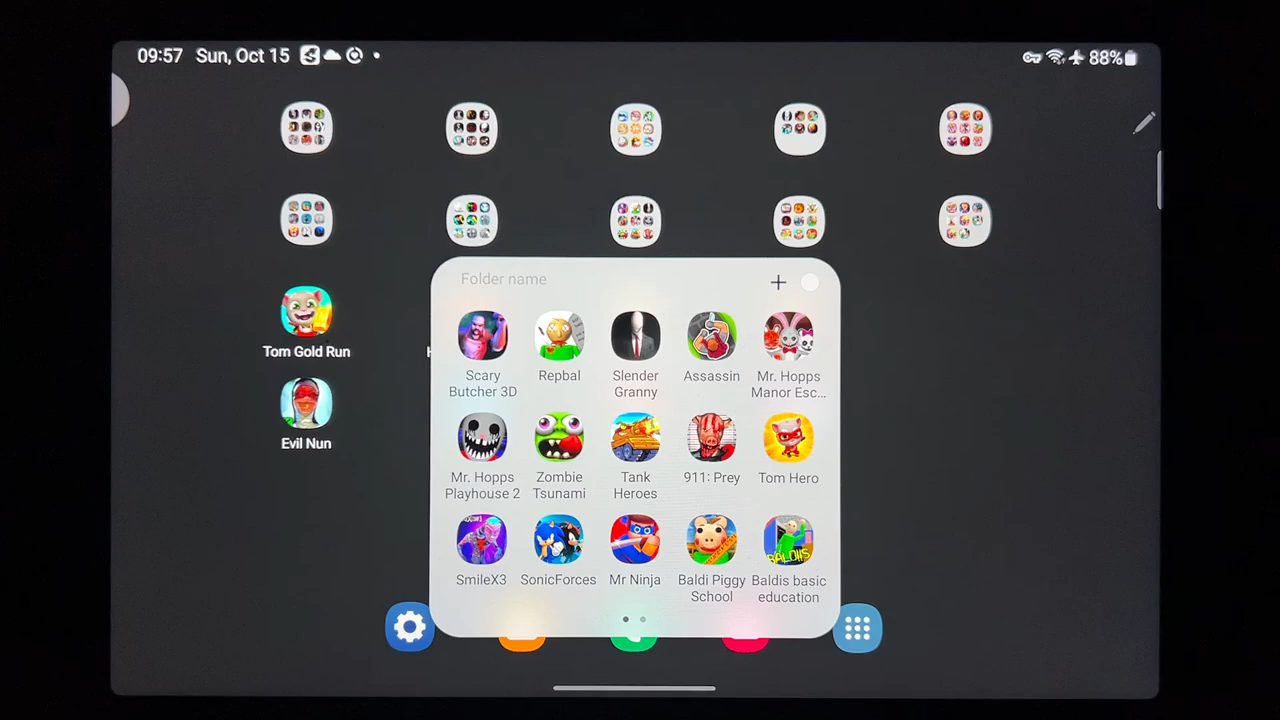 09:57 Sun, Oct 15
88%
Folder name
Tom Gold Run
Evil Nun
Scary
Butcher 3D
Repbal
Slender
Granny
Assassin
Mr. Hopps
Manor Esc...
Mr. Hopps
Playhouse 2
Zombie
Tsunami
Tank
Heroes
911: Prey
Tom Hero
SmileX3
SonicForces
Mr Ninja
Baldi Piggy
School
BALDIS
Baldis basic
education